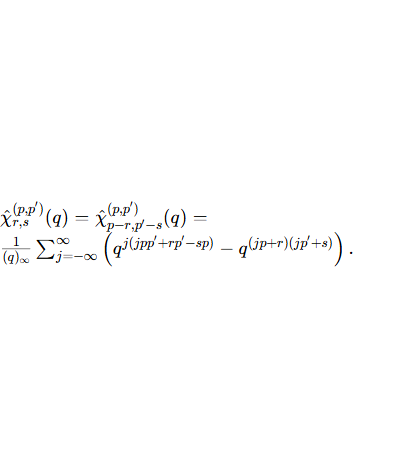 \hat{\chi}_{r,s}^{(p,p')}(q) = \hat{\chi}_{p-r,p'-s}^{(p,p')}(q) =
\frac{1}{(q)_\infty} \sum_{j=-\infty}^{\infty} \left( q^{j(jpp'+rp'-sp)} - q^{(jp+r)(jp'+s)} \right) .